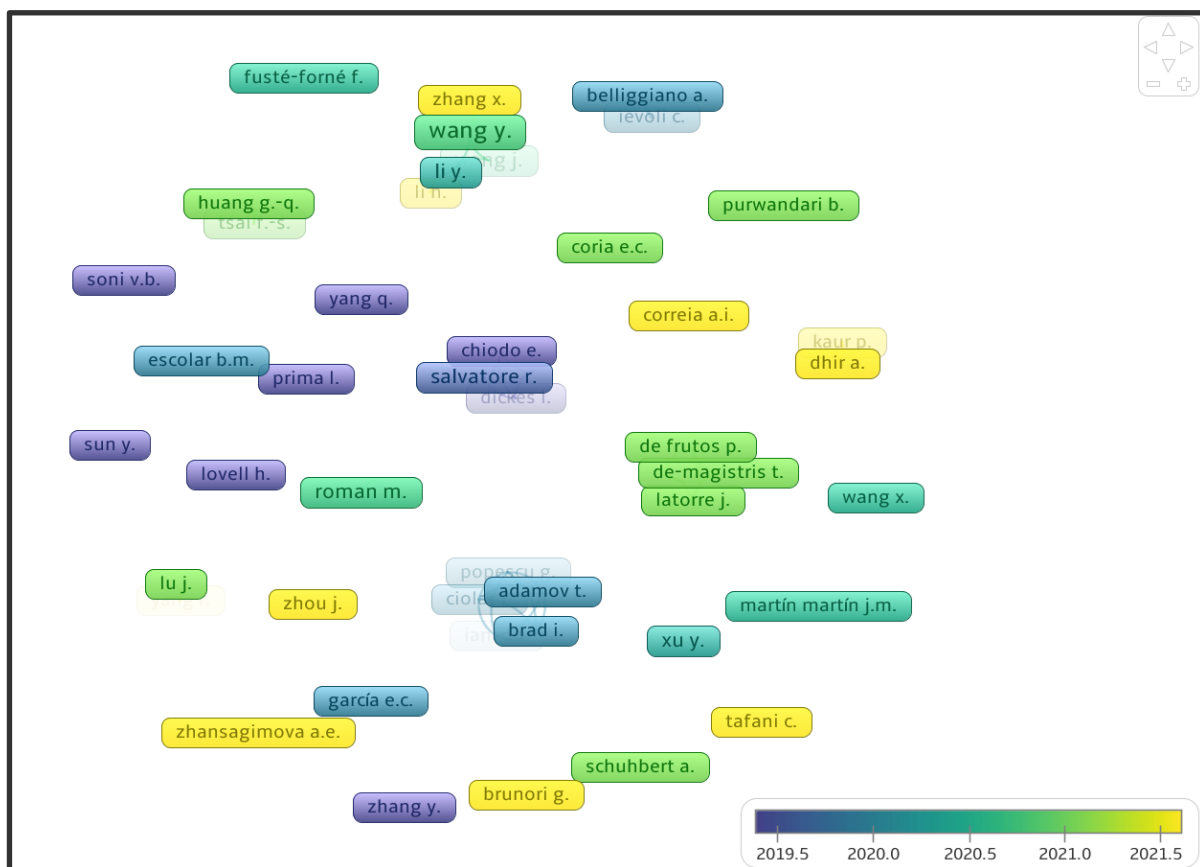 fusté-forné f.
zhang x.
belliggiano a.
ievoli c.
wang y.
li y.
huang g.-q.
purwandari b.
coria e.c.
soni v.b.
yang q.
correia a.i.
kaur p.
dhir a.
chiodo e.
escolar b.m.
prima l.
salvatore r.
sun y.
de frutos p.
lovell h.
de-magistris t.
roman m.
latorre j.
wang x.
popescu g.
lu j.
adamov t.
zhou j.
martín martín j.m.
brad i.
xu y.
garcía e.c.
zhansagimova a.e.
tafani c.
schuhbert a.
brunori g.
zhang y.
2019.5 2020.0 2020.5 2021.0 2021.5